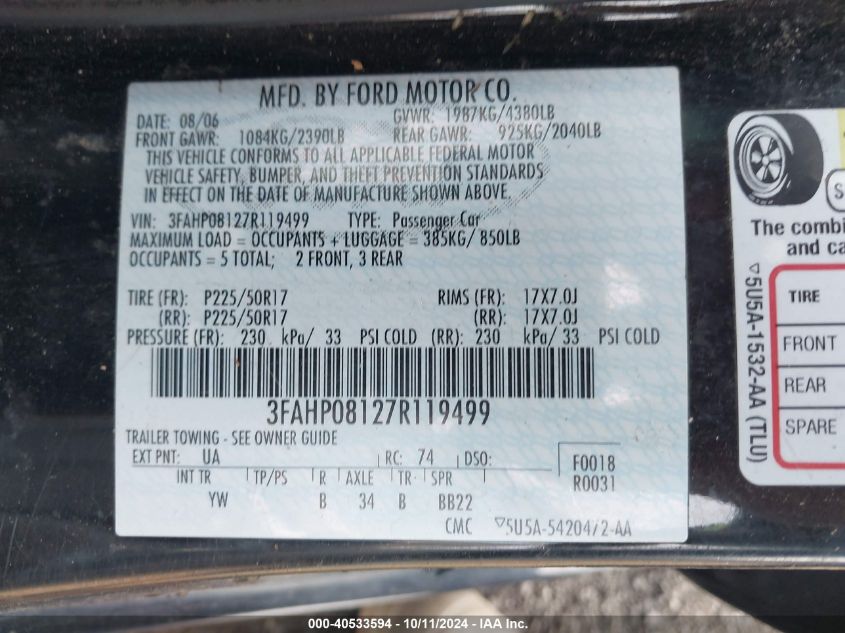 MFD. BY FORD MOTOR CO.
DATE: 08/06 GVWR: 1987KG/4380LB
FRONT GAWR: 1084KG/2390LB REAR GAWR: 925KG/2040LB
THIS VEHICLE CONFORMS TO ALL APPLICABLE FEDERAL MOTOR
VEHICLE SAFETY, BUMPER, AND THEFT PREVENTION STANDARDS
IN EFFECT ON THE DATE OF MANUFACTURE SHOWN ABOVE.
VIN: 3FAHP08127R119499 TYPE: Passenger Car
MAXIMUM LOAD = OCCUPANTS + LUGGAGE = 385KG/ 850LB
OCCUPANTS = 5 TOTAL; 2 FRONT, 3 REAR
TIRE (FR): P225/50R17 RIMS (FR): 17X7.0J
(RR): P225/50R17 (RR): 17X7.0J
PRESSURE (FR): 230 kPa/ 33 PSI COLD (RR): 230 kPa/ 33 PSI COLD
3FAHP08127R119499
TRAILER TOWING - SEE OWNER GUIDE
EXT PNT: UA RC: 74 DSO: F0018
R0031
INT TR TP/PS R AXLE TR SPR
YW B 34 B BB22
CMC ▽5U5A-5420472-AA
The combi
and ca
▽5U5A-1532-AA (TLU)
TIRE
FRONT
REAR
SPARE
000-40533594 - 10/11/2024 - IAA Inc.